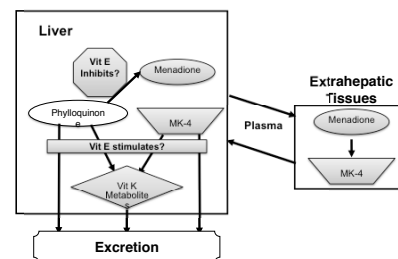 Liver
Vit E
Inhibits?
Menadione
Phylloquinon
e
MK-4
Vit E stimulates?
Vit K
Metabolite
s
Excretion
Plasma
Extrahepatic
Tissues
Menadione
MK-4